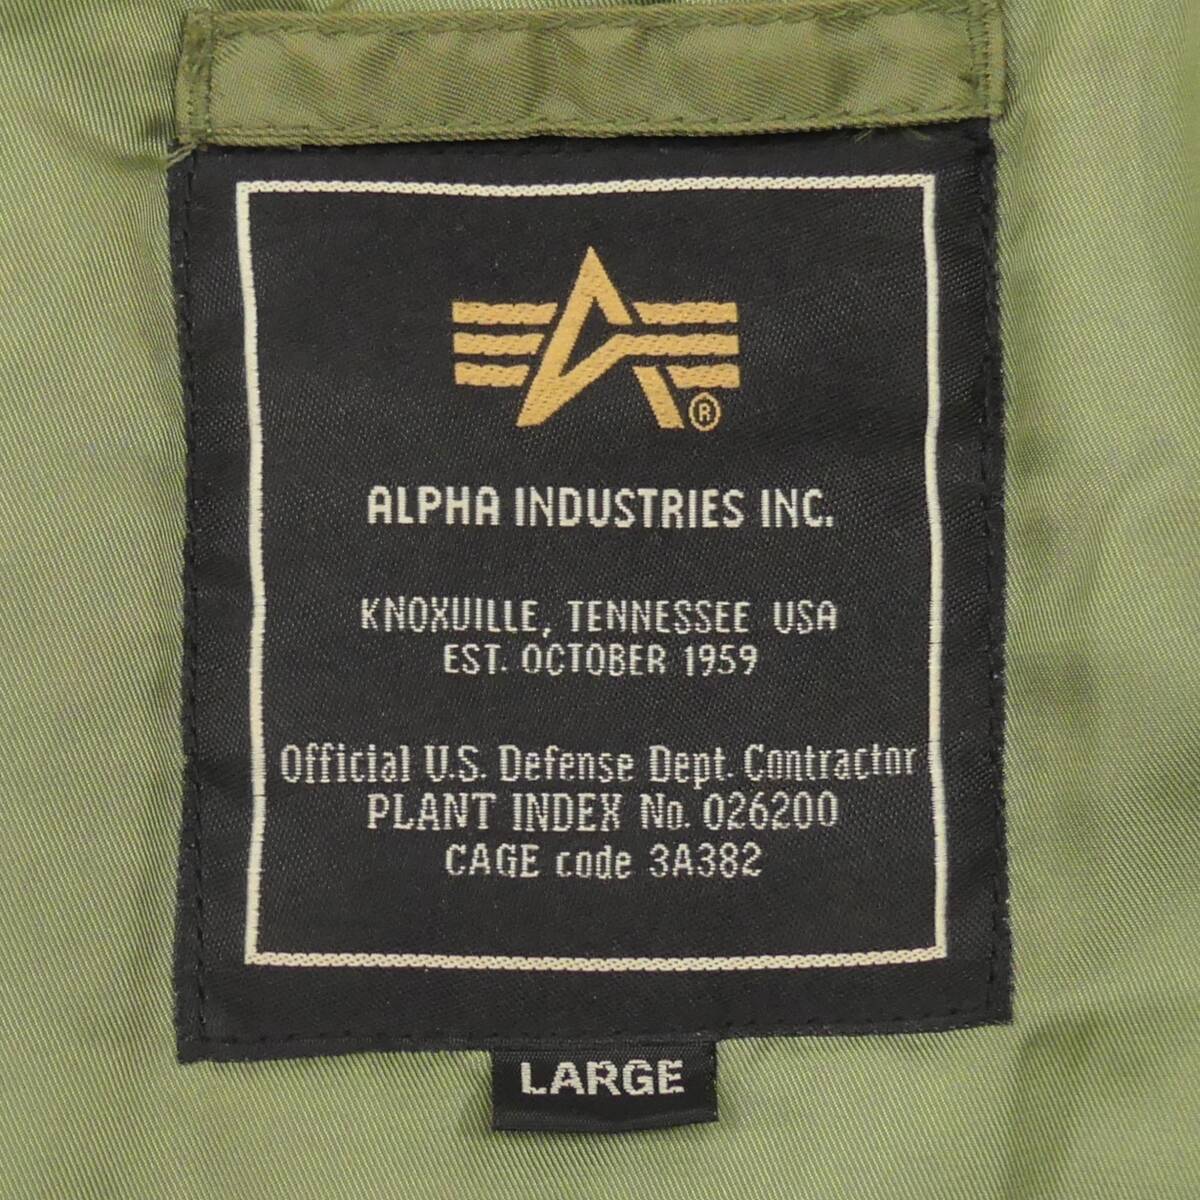 ®
ALPHA INDUSTRIES INC.
KNOXVILLE, TENNESSEE USA
EST. OCTOBER 1959
Official U.S. Defense Dept. Contractor
PLANT INDEX No. 026200
CAGE code 3A382
LARGE